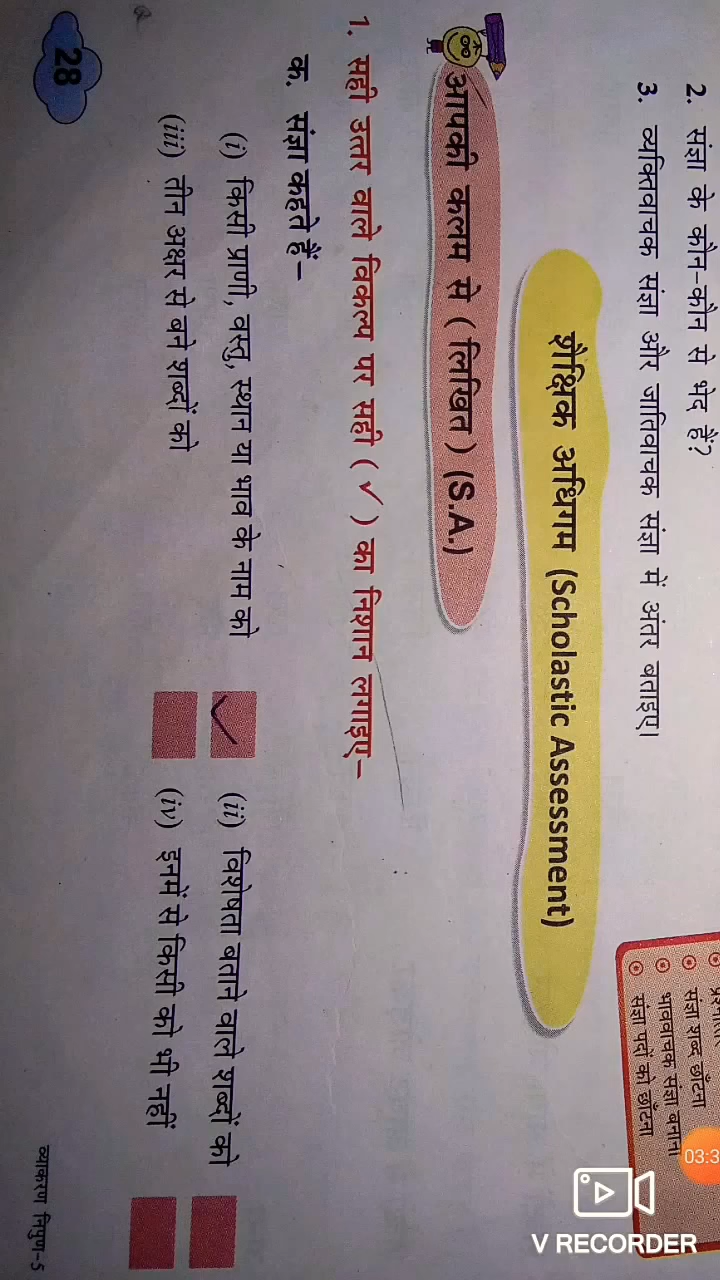 2. संज्ञा के कौन-कौन से भेद हैं?
3. व्यक्तिवाचक संज्ञा और जातिवाचक संज्ञा में अंतर बताइए।
संज्ञा शब्द छाँटना
भाववाचक संज्ञा बनाना
संज्ञा पदों को छाँटना
शैक्षिक अधिगम (Scholastic Assessment)
आपकी कलम से ( लिखित ) (S.A.)
1. सही उत्तर वाले विकल्प पर सही ( ✓ ) का निशान लगाइए–
क. संज्ञा कहते हैं–
(i) किसी प्राणी, वस्तु, स्थान या भाव के नाम को ✓ (ii) विशेषता बताने वाले शब्दों को
(iii) तीन अक्षर से बने शब्दों को (iv) इनमें से किसी को भी नहीं
28
व्याकरण निपुण-5
03:3
V RECORDER